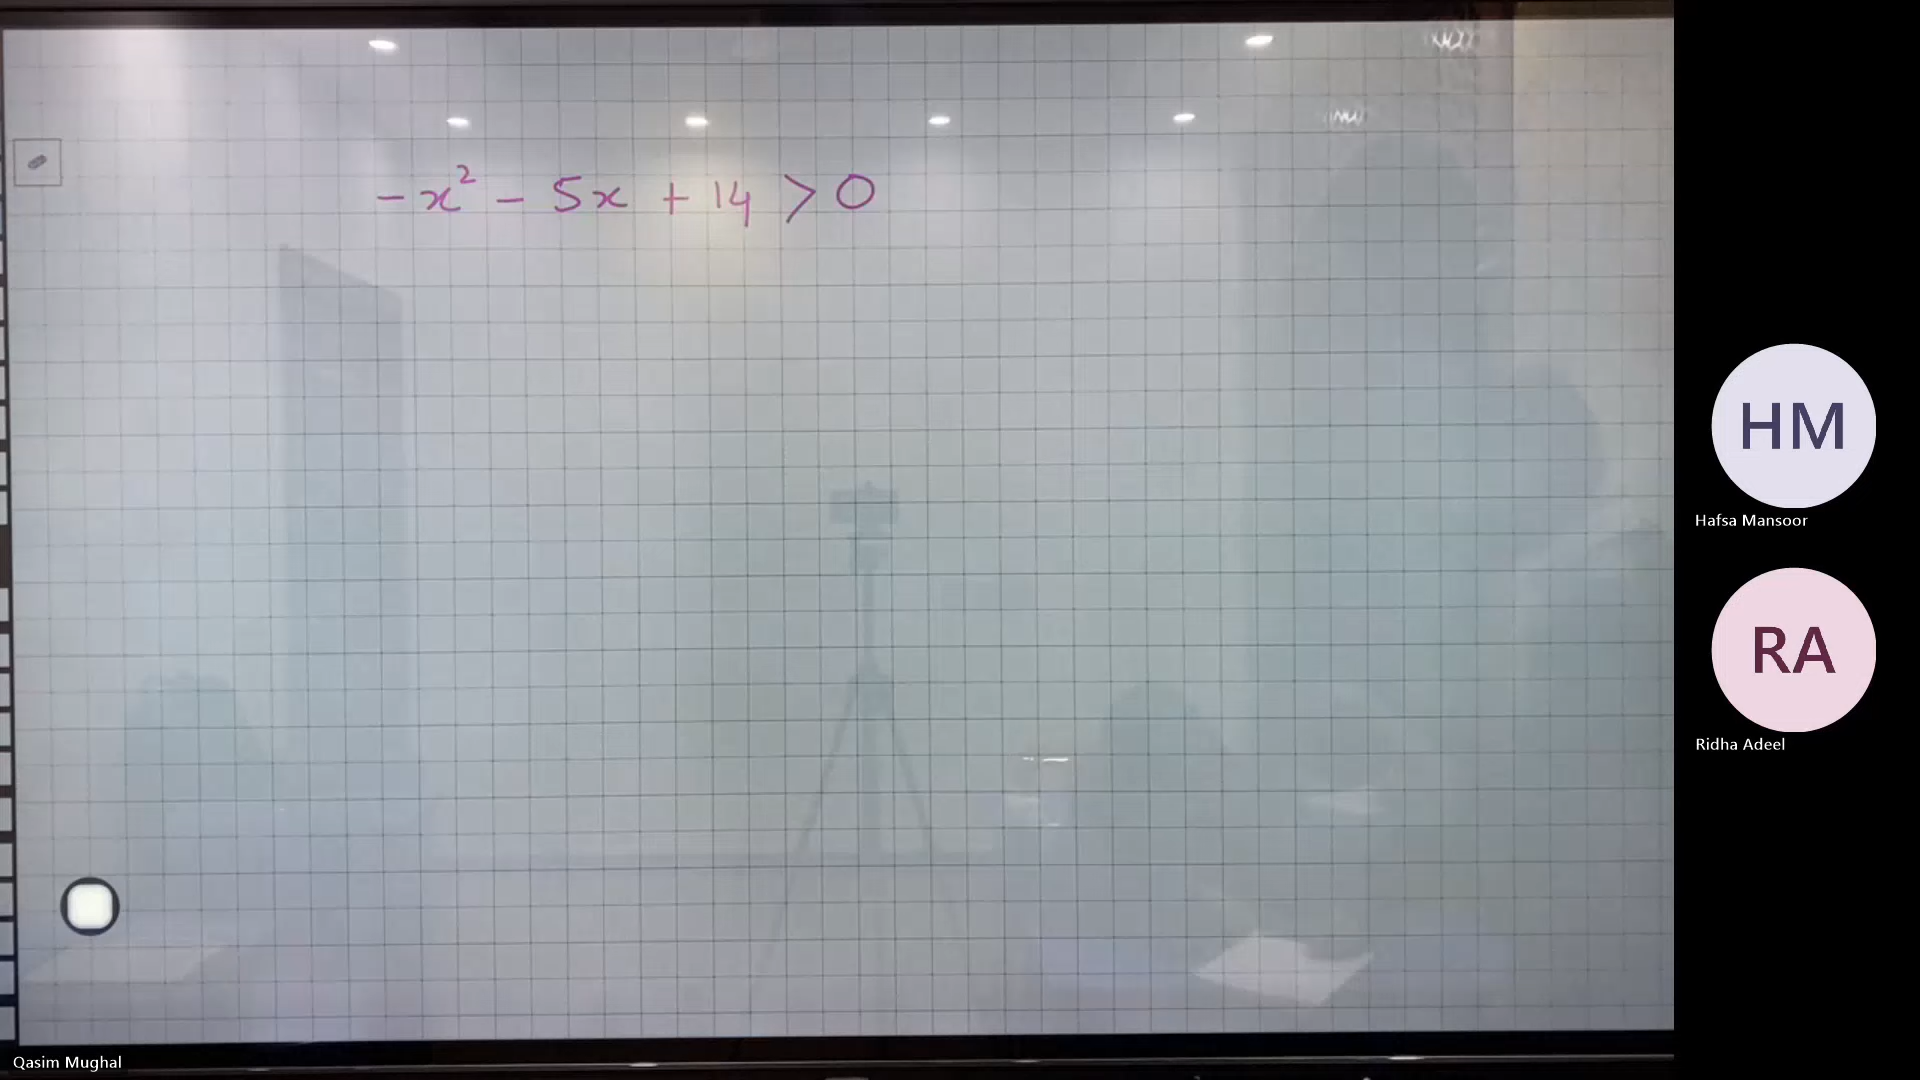 -x² - 5x + 14 > 0
HM
Hafsa Mansoor
RA
Ridha Adeel
Qasim Mughal